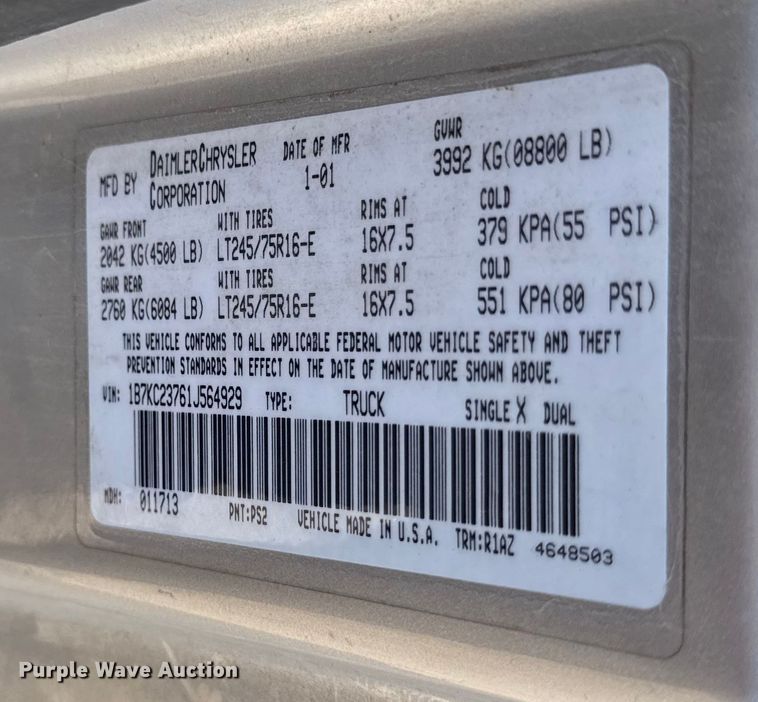 MFD BY DAIMLERCHRYSLER CORPORATION DATE OF MFR 1-01 GVWR 3992 KG(08800 LB)
GAWR FRONT WITH TIRES RIMS AT COLD
2042 KG(4500 LB) LT245/75R16-E 16X7.5 379 KPA(55 PSI)
GAWR REAR WITH TIRES RIMS AT COLD
2760 KG(6084 LB) LT245/75R16-E 16X7.5 551 KPA(80 PSI)
THIS VEHICLE CONFORMS TO ALL APPLICABLE FEDERAL MOTOR VEHICLE SAFETY AND THEFT
PREVENTION STANDARDS IN EFFECT ON THE DATE OF MANUFACTURE SHOWN ABOVE.
VIN: 1B7KC23761J564929 TYPE: TRUCK SINGLE X DUAL
MDH: 011713 PNT:PS2 VEHICLE MADE IN U.S.A. TRM:R1AZ 4648503
Purple Wave Auction